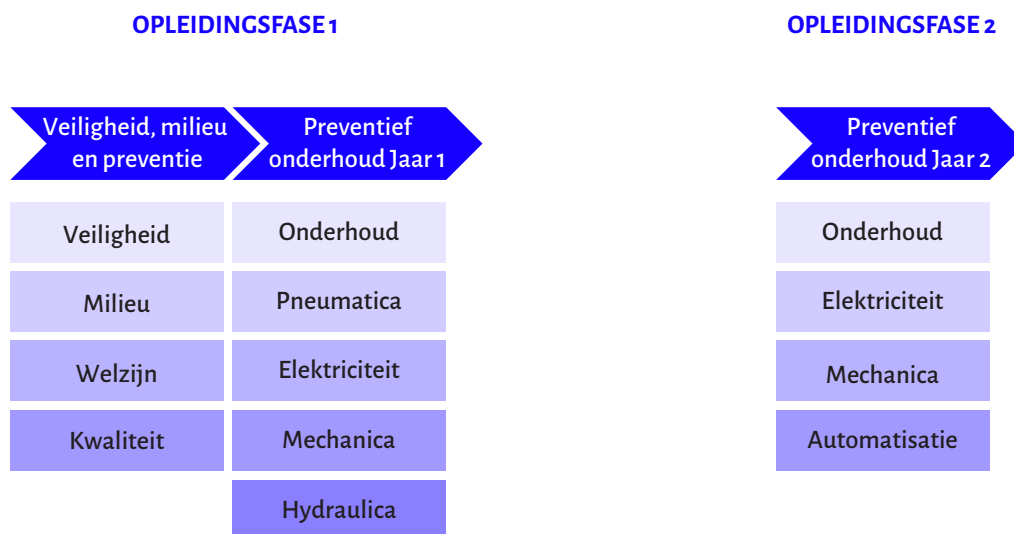 OPLEIDINGSFASE 1
Veiligheid, milieu
en preventie
Preventief
onderhoud Jaar 1
Veiligheid
Milieu
Welzijn
Kwaliteit
Onderhoud
Pneumatica
Elektriciteit
Mechanica
Hydraulica
OPLEIDINGSFASE 2
Preventief
onderhoud Jaar 2
Onderhoud
Elektriciteit
Mechanica
Automatisatie